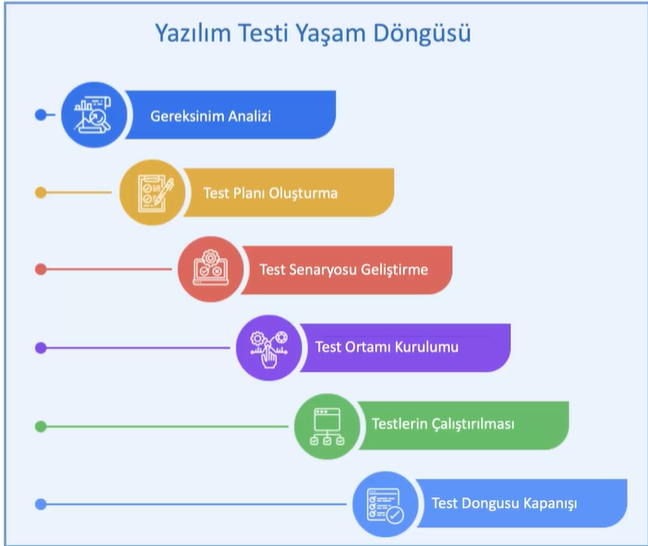 Yazılım Testi Yaşam Döngüsü
Gereksinim Analizi
Test Planı Oluşturma
Test Senaryosu Geliştirme
Test Ortamı Kurulumu
Testlerin Çalıştırılması
Test Dongusu Kapanışı